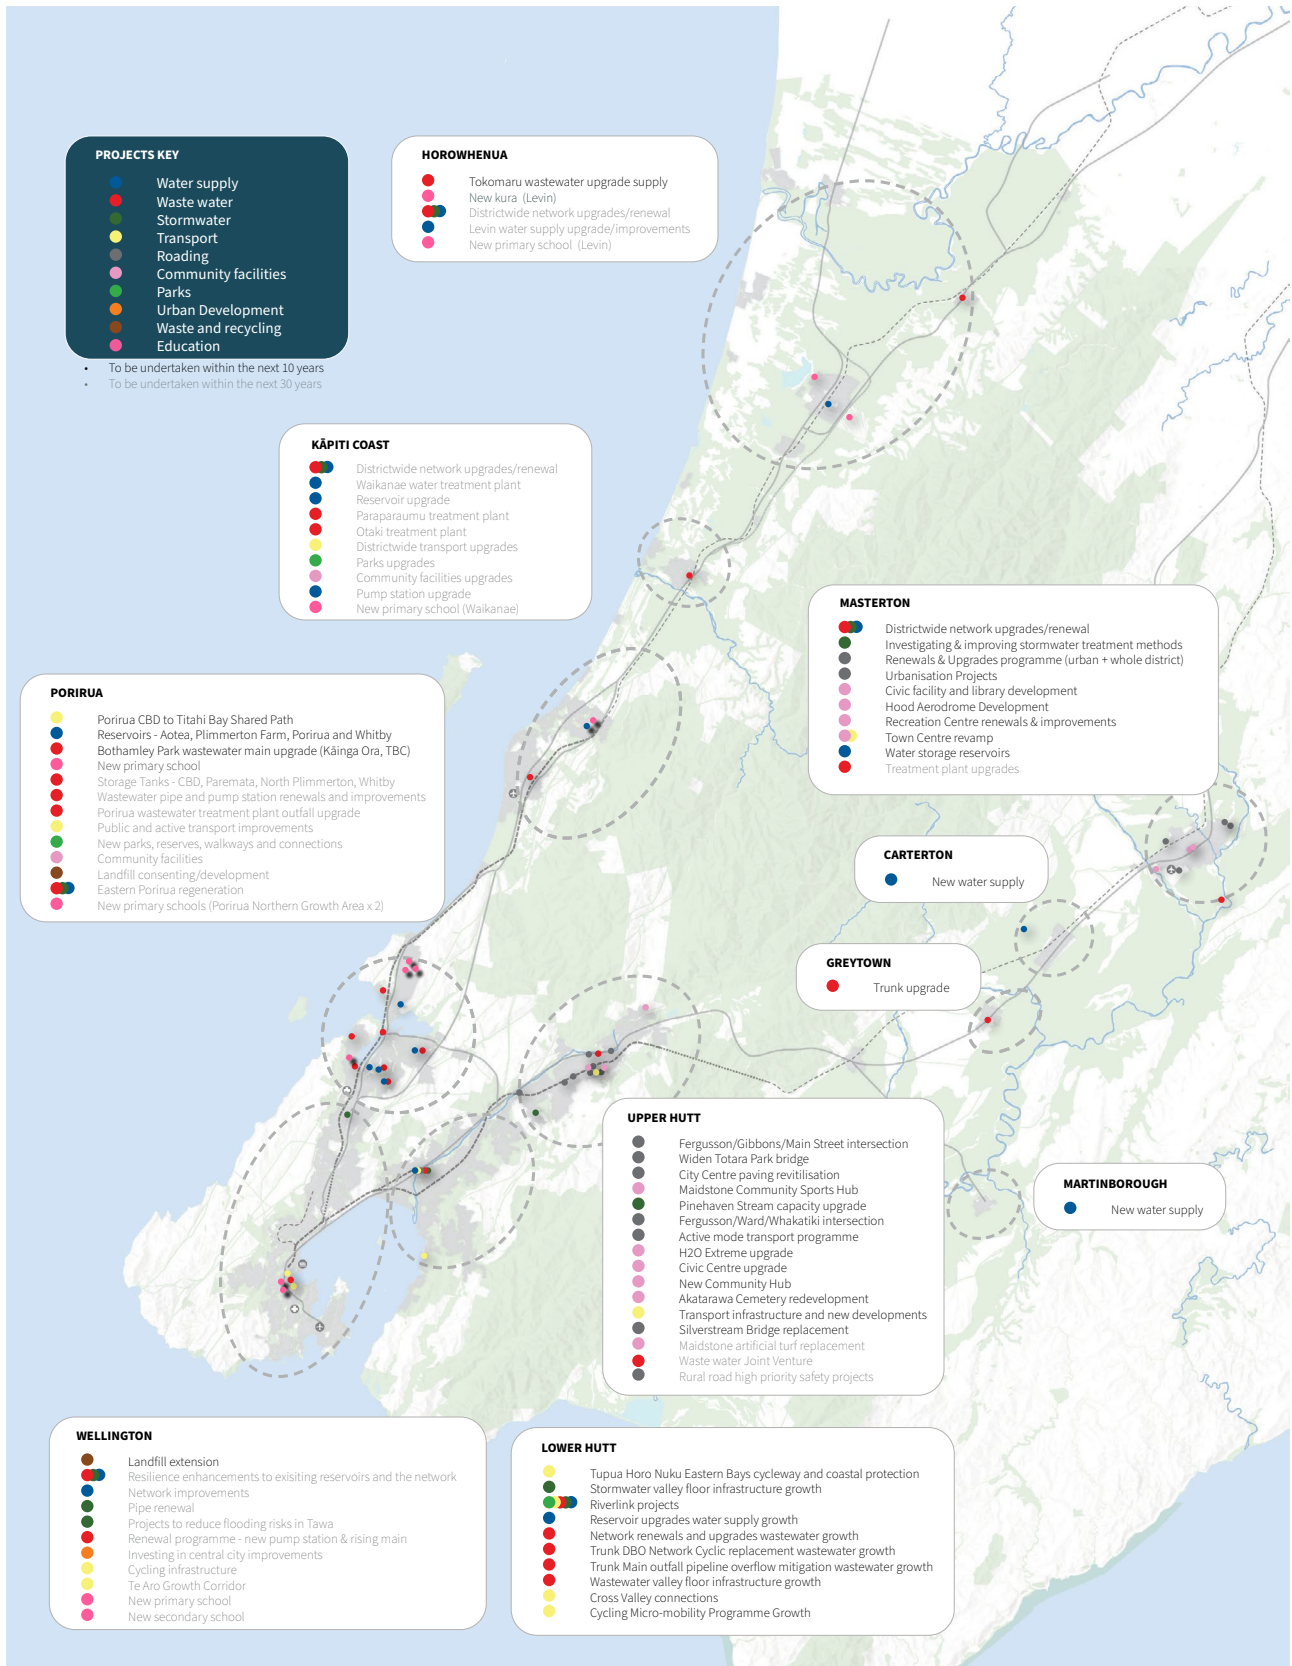 PROJECTS KEY
Water supply
Waste water
Stormwater
Transport
Roading
Community facilities
Parks
Urban Development
Waste and recycling
Education
• To be undertaken within the next 10 years
• To be undertaken within the next 30 years
HOROWHENUA
Tokomaru wastewater upgrade supply
New kura (Levin)
Districtwide network upgrades/renewal
Levin water supply upgrade/improvements
New primary school (Levin)
KĀPITI COAST
Districtwide network upgrades/renewal
Waikanae water treatment plant
Reservoir upgrade
Paraparaumu treatment plant
Otaki treatment plant
Districtwide transport upgrades
Parks upgrades
Community facilities upgrades
Pump station upgrade
New primary school (Waikanae)
MASTERTON
Districtwide network upgrades/renewal
Investigating & improving stormwater treatment methods
Renewals & Upgrades programme (urban + whole district)
Urbanisation Projects
Civic facility and library development
Hood Aerodrome Development
Recreation Centre renewals & improvements
Town Centre revamp
Water storage reservoirs
Treatment plant upgrades
PORIRUA
Porirua CBD to Titahi Bay Shared Path
Reservoirs - Aotea, Plimmerton Farm, Porirua and Whitby
Bothamley Park wastewater main upgrade (Kāinga Ora, TBC)
New primary school
Storage Tanks - CBD, Paremata, North Plimmerton, Whitby
Wastewater pipe and pump station renewals and improvements
Porirua wastewater treatment plant outfall upgrade
Public and active transport improvements
New parks, reserves, walkways and connections
Community facilities
Landfill consenting/development
Eastern Porirua regeneration
New primary schools (Porirua Northern Growth Area x 2)
CARTERTON
New water supply
GREYTOWN
Trunk upgrade
UPPER HUTT
Fergusson/Gibbons/Main Street intersection
Widen Totara Park bridge
City Centre paving revitilisation
Maidstone Community Sports Hub
Pinehaven Stream capacity upgrade
Fergusson/Ward/Whakatiki intersection
Active mode transport programme
H2O Extreme upgrade
Civic Centre upgrade
New Community Hub
Akatarawa Cemetery redevelopment
Transport infrastructure and new developments
Silverstream Bridge replacement
Maidstone artificial turf replacement
Waste water Joint Venture
Rural road high priority safety projects
MARTINBOROUGH
New water supply
WELLINGTON
Landfill extension
Resilience enhancements to exisiting reservoirs and the network
Network improvements
Pipe renewal
Projects to reduce flooding risks in Tawa
Renewal programme - new pump station & rising main
Investing in central city improvements
Cycling infrastructure
Te Aro Growth Corridor
New primary school
New secondary school
LOWER HUTT
Tupua Horo Nuku Eastern Bays cycleway and coastal protection
Stormwater valley floor infrastructure growth
Riverlink projects
Reservoir upgrades water supply growth
Network renewals and upgrades wastewater growth
Trunk DBO Network Cyclic replacement wastewater growth
Trunk Main outfall pipeline overflow mitigation wastewater growth
Wastewater valley floor infrastructure growth
Cross Valley connections
Cycling Micro-mobility Programme Growth